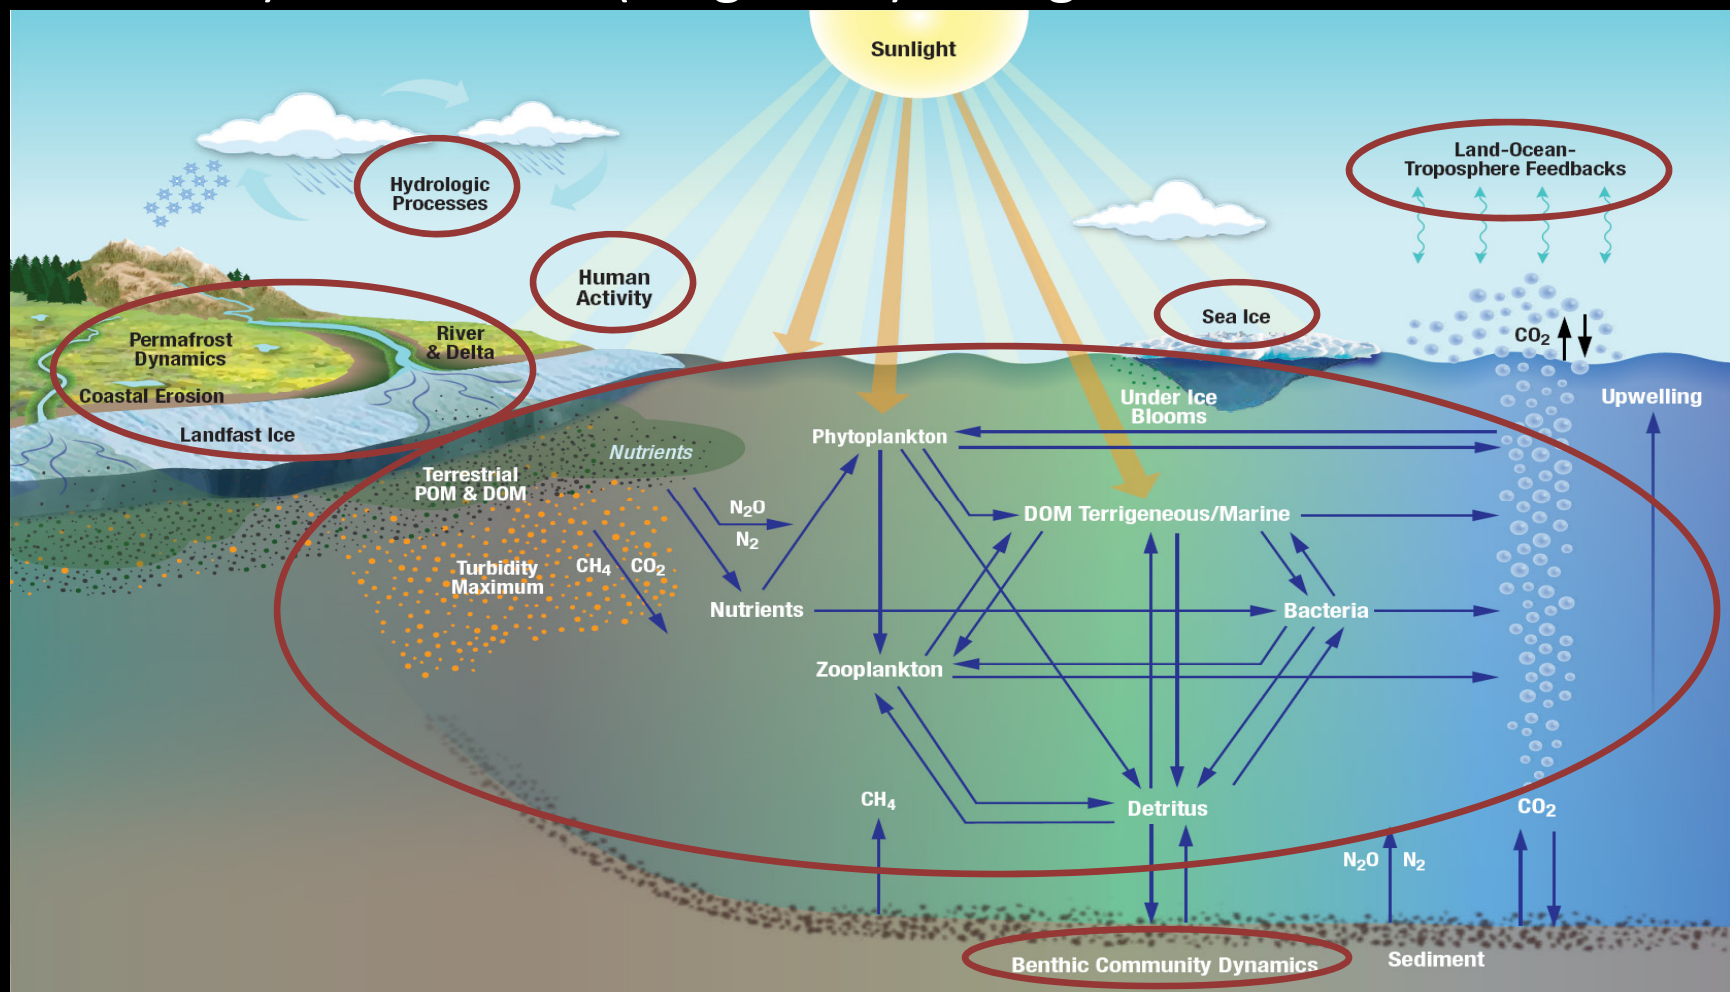 Sunlight
Land-Ocean-
Troposphere Feedbacks
Hydrologic
Processes
Human
Activity
Sea Ice
CO2
Permafrost
Dynamics
River
& Delta
Coastal Erosion
Landfast Ice
Under Ice
Blooms
Upwelling
Phytoplankton
Nutrients
Terrestrial
POM & DOM
N2O
N2
DOM Terrigeneous/Marine
Turbidity
Maximum
CH4
CO2
Nutrients
Bacteria
Zooplankton
CH4
Detritus
CO2
N2O
N2
Benthic Community Dynamics
Sediment